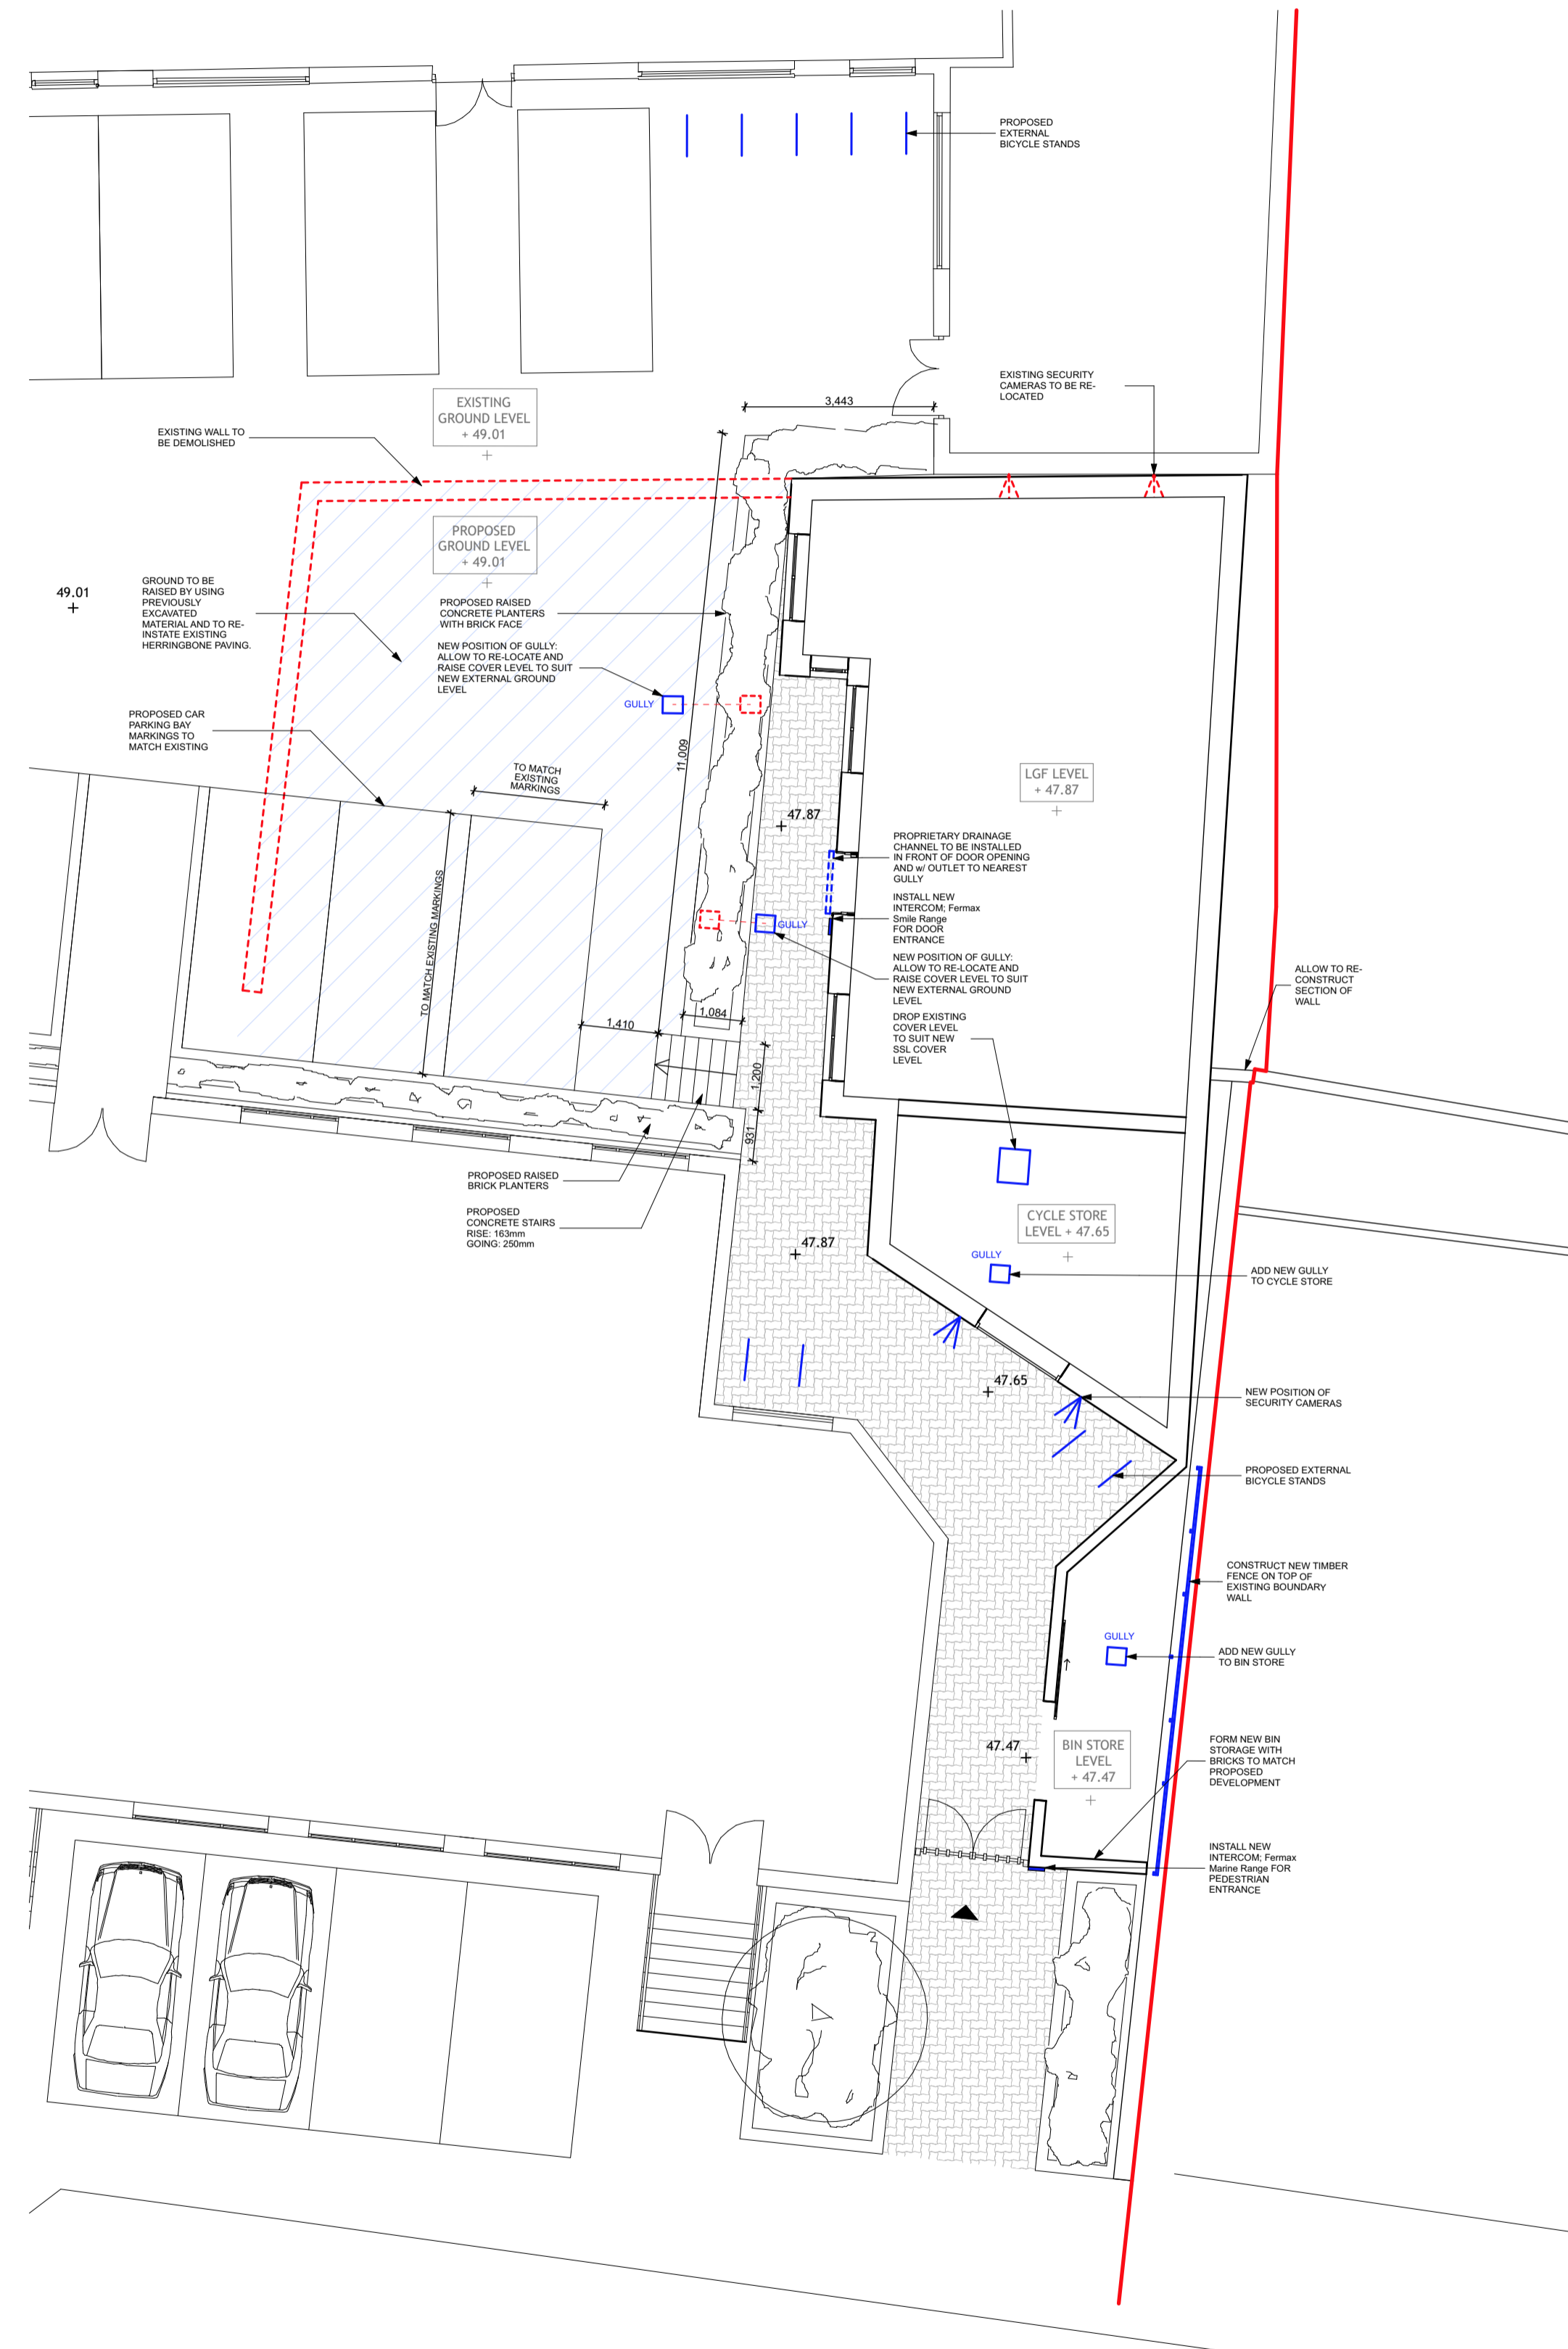 PROPOSED
EXTERNAL
BICYCLE STANDS
EXISTING SECURITY
CAMERAS TO BE RE-
LOCATED
EXISTING
GROUND LEVEL
+ 49.01
3,443
EXISTING WALL TO
BE DEMOLISHED
PROPOSED
GROUND LEVEL
+ 49.01
49.01
GROUND TO BE
RAISED BY USING
PREVIOUSLY
EXCAVATED
MATERIAL AND TO RE-
INSTATE EXISTING
HERRINGBONE PAVING.
PROPOSED RAISED
CONCRETE PLANTERS
WITH BRICK FACE
NEW POSITION OF GULLY:
ALLOW TO RE-LOCATE AND
RAISE COVER LEVEL TO SUIT
NEW EXTERNAL GROUND
LEVEL
GULLY
PROPOSED CAR
PARKING BAY
MARKINGS TO
MATCH EXISTING
11,009
TO MATCH
EXISTING
MARKINGS
LGF LEVEL
+ 47.87
47.87
PROPRIETARY DRAINAGE
CHANNEL TO BE INSTALLED
IN FRONT OF DOOR OPENING
AND w/ OUTLET TO NEAREST
GULLY
INSTALL NEW
INTERCOM; Fermax
Smile Range
FOR DOOR
ENTRANCE
TO MATCH EXISTING MARKINGS
GULLY
NEW POSITION OF GULLY:
ALLOW TO RE-LOCATE AND
RAISE COVER LEVEL TO SUIT
NEW EXTERNAL GROUND
LEVEL
ALLOW TO RE-
CONSTRUCT
SECTION OF
WALL
DROP EXISTING
COVER LEVEL
TO SUIT NEW
SSL COVER
LEVEL
1,084
1,410
1,200
931
PROPOSED RAISED
BRICK PLANTERS
PROPOSED
CONCRETE STAIRS
RISE: 163mm
GOING: 250mm
CYCLE STORE
LEVEL + 47.65
47.87
GULLY
ADD NEW GULLY
TO CYCLE STORE
47.65
NEW POSITION OF
SECURITY CAMERAS
PROPOSED EXTERNAL
BICYCLE STANDS
CONSTRUCT NEW TIMBER
FENCE ON TOP OF
EXISTING BOUNDARY
WALL
GULLY
ADD NEW GULLY
TO BIN STORE
47.47
BIN STORE
LEVEL
+ 47.47
FORM NEW BIN
STORAGE WITH
BRICKS TO MATCH
PROPOSED
DEVELOPMENT
INSTALL NEW
INTERCOM; Fermax
Marine Range FOR
PEDESTRIAN
ENTRANCE